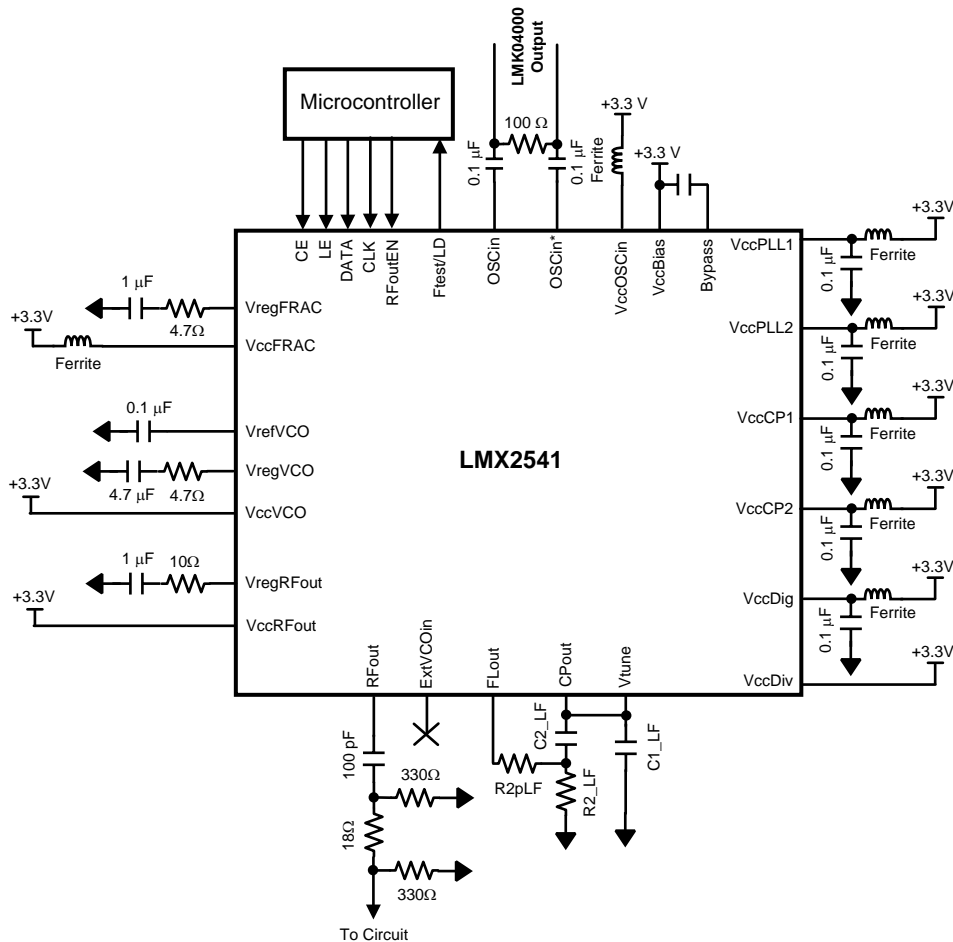 LMK04000
Output
Microcontroller
100 Ω
0.1 µF
0.1 µF
Ferrite
+3.3 V
+3.3 V
CE
LE
DATA
CLK
RFoutEN
Ftest/LD
OSCin
OSCin*
VccOSCin
VccBias
Bypass
1 µF
4.7Ω
VregFRAC
+3.3V
Ferrite
VccFRAC
0.1 µF
VrefVCO
4.7 µF
4.7Ω
VregVCO
+3.3V
VccVCO
1 µF
10Ω
VregRFout
+3.3V
VccRFout
LMX2541
VccPLL1
0.1 µF
Ferrite
+3.3V
VccPLL2
0.1 µF
Ferrite
+3.3V
VccCP1
0.1 µF
Ferrite
+3.3V
VccCP2
0.1 µF
Ferrite
+3.3V
VccDig
0.1 µF
Ferrite
+3.3V
VccDiv
+3.3V
RFout
ExtVCOin
FLout
CPout
Vtune
100 pF
330Ω
18Ω
330Ω
To Circuit
R2pLF
C2_LF
R2_LF
C1_LF